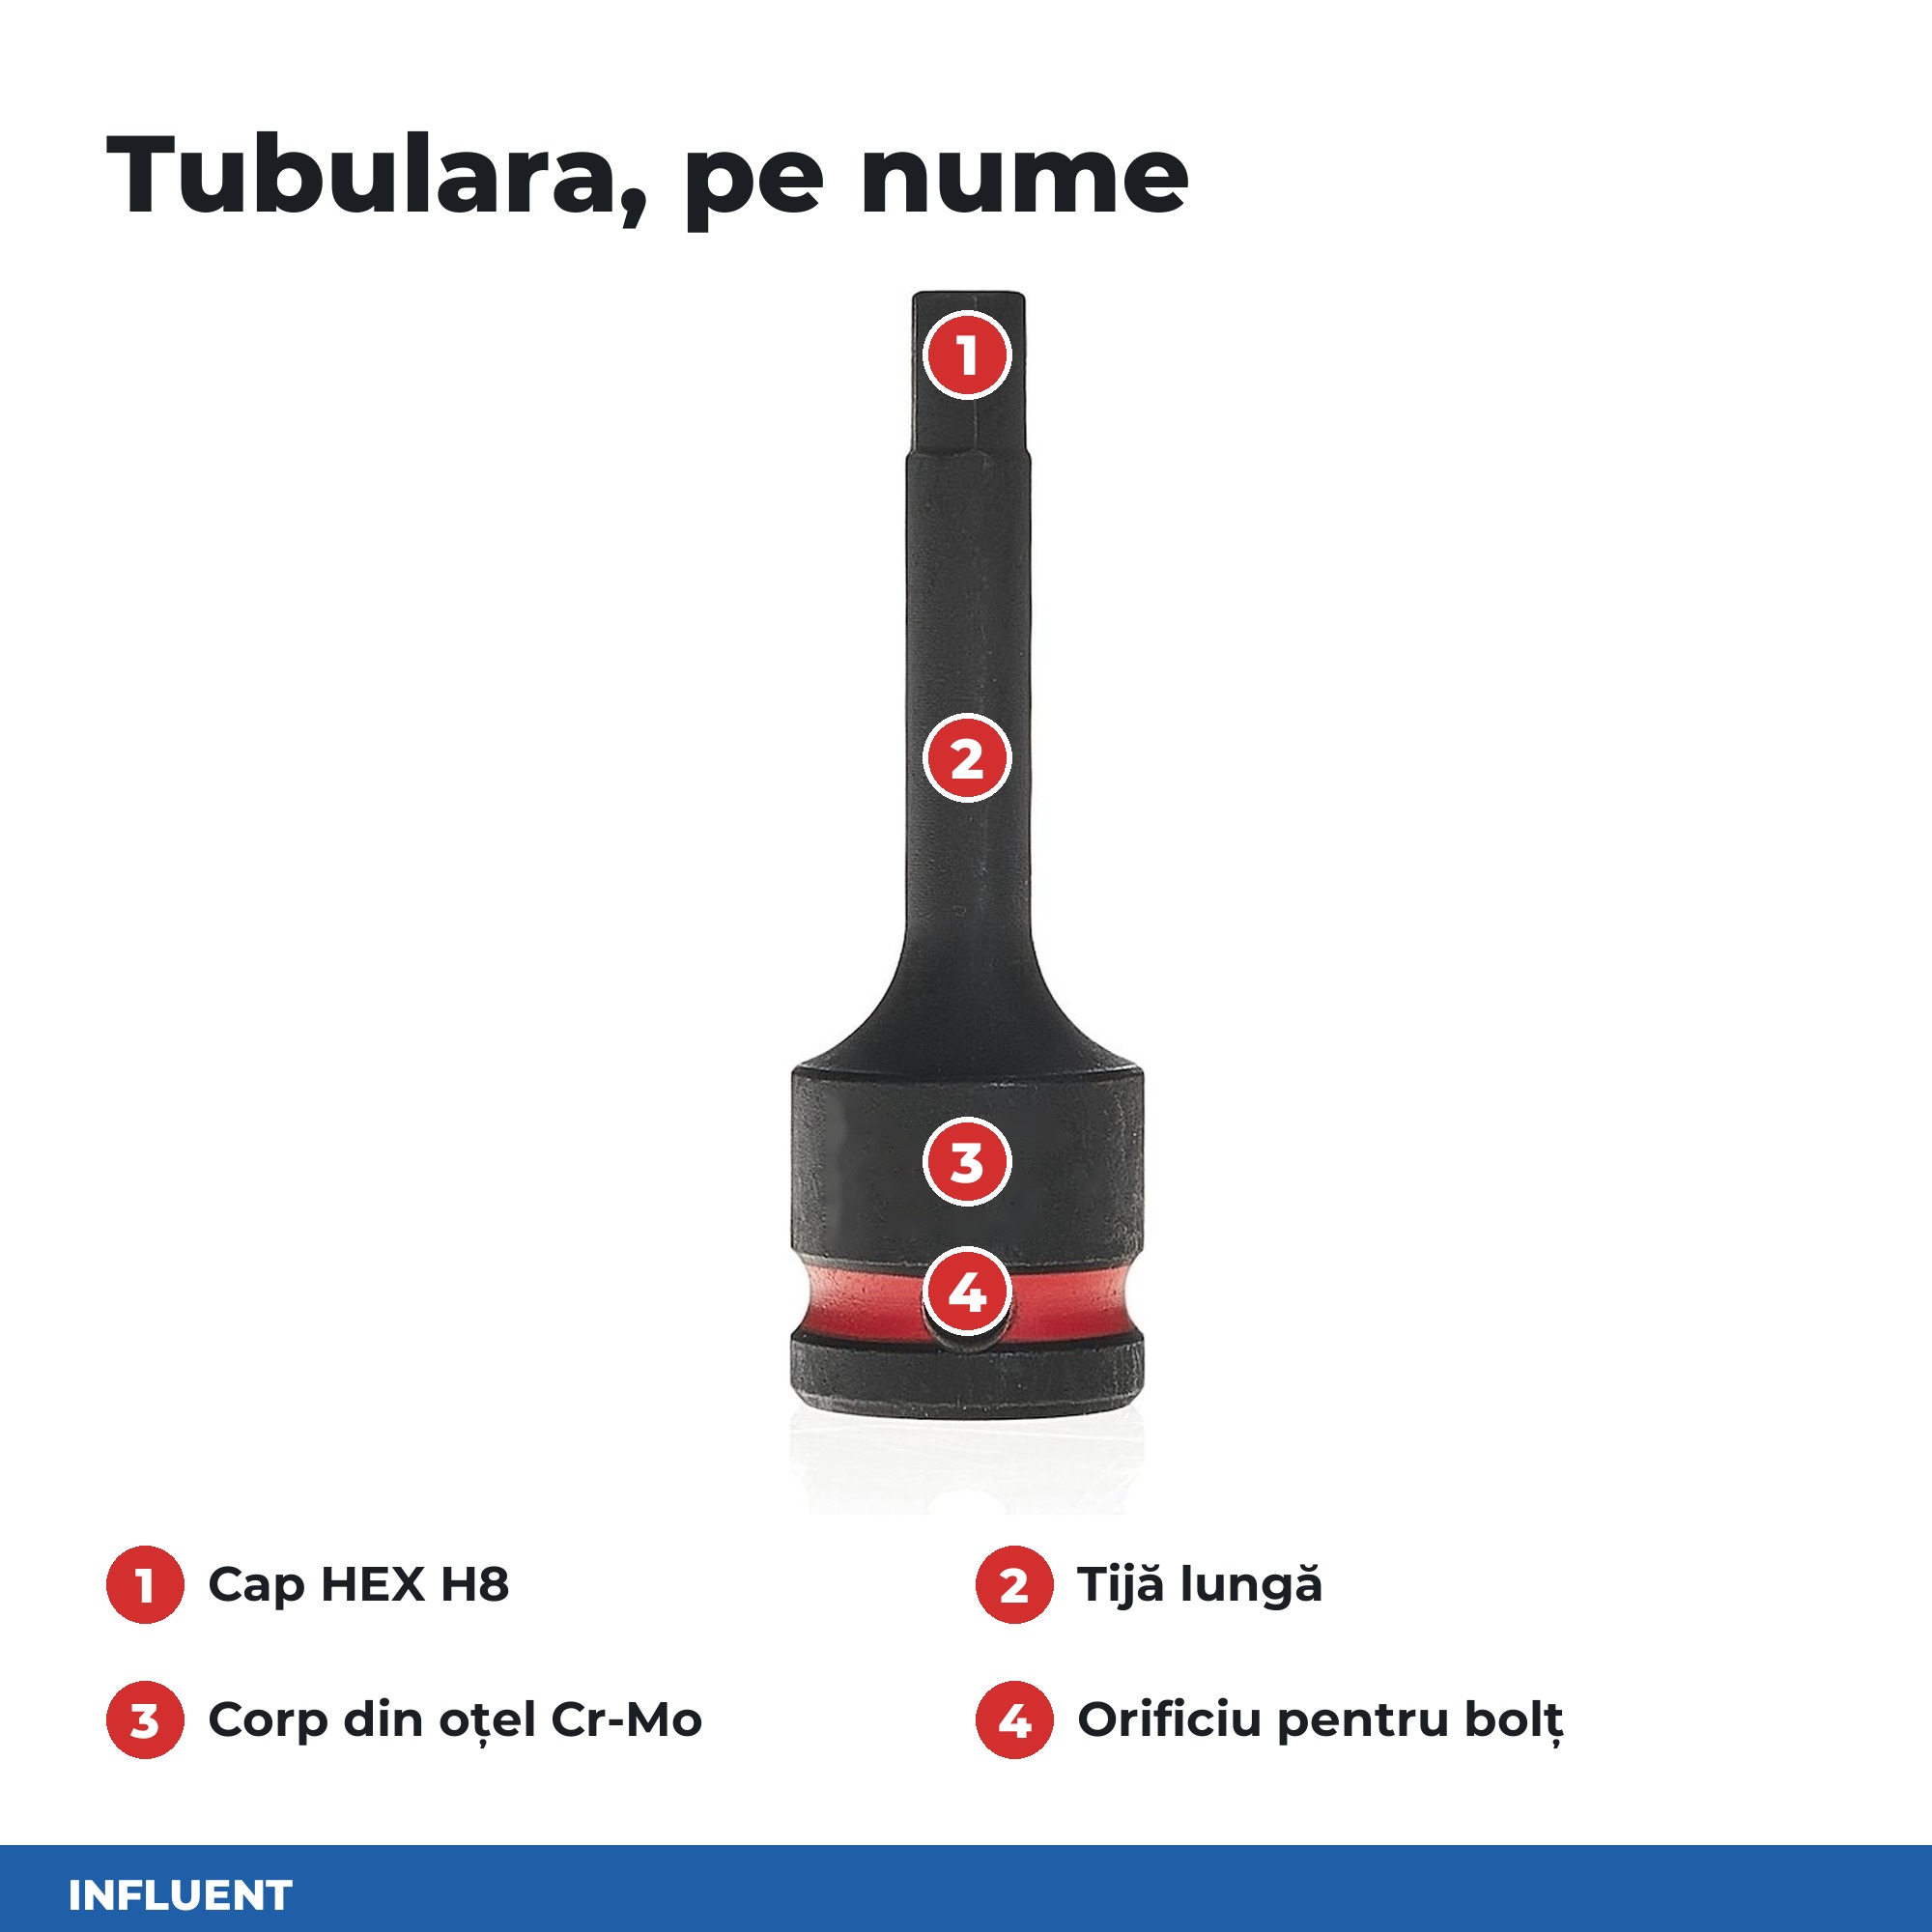 Tubulara, pe nume
1
2
3
4
1 Cap HEX H8
2 Tijă lungă
3 Corp din oțel Cr-Mo
4 Orificiu pentru bolț
INFLUENT